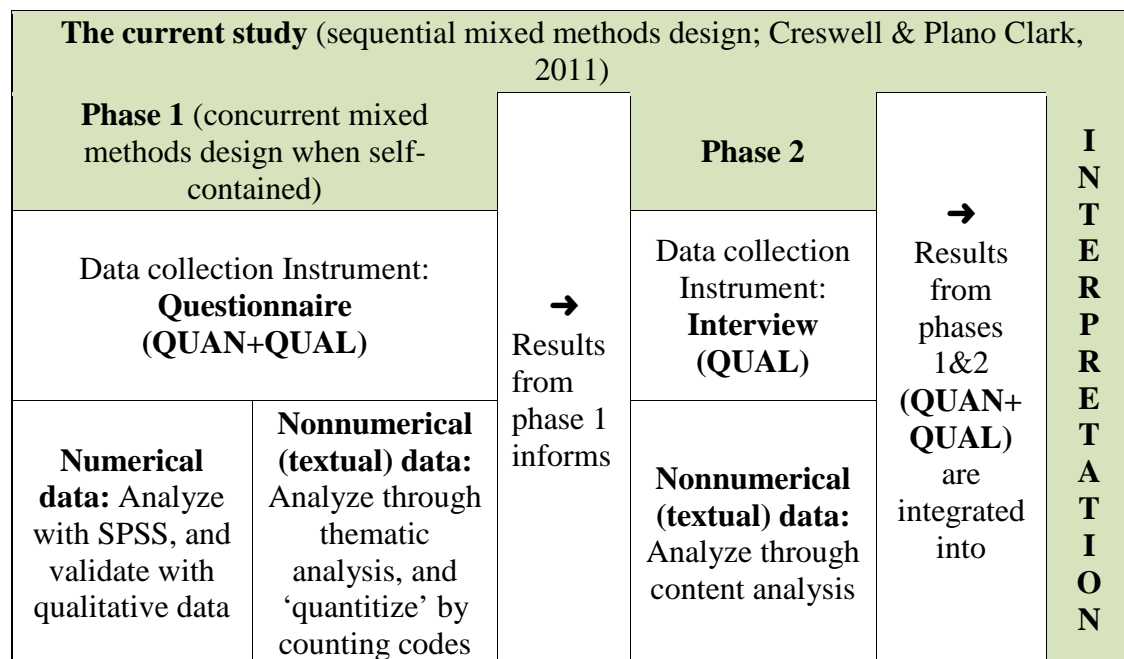 The current study (sequential mixed methods design; Creswell & Plano Clark,
2011)
Phase 1 (concurrent mixed
methods design when self-
contained)
Data collection Instrument:
Questionnaire
(QUAN+QUAL)
Numerical
data: Analyze
with SPSS, and
validate with
qualitative data
Nonnumerical
(textual) data:
Analyze through
thematic
analysis, and
‘quantitize’ by
counting codes
➔
Results
from
phase 1
informs
Phase 2
Data collection
Instrument:
Interview
(QUAL)
Nonnumerical
(textual) data:
Analyze through
content analysis
➔
Results
from
phases
1&2
(QUAN+
QUAL)
are
integrated
into
I
N
T
E
R
P
R
E
T
A
T
I
O
N